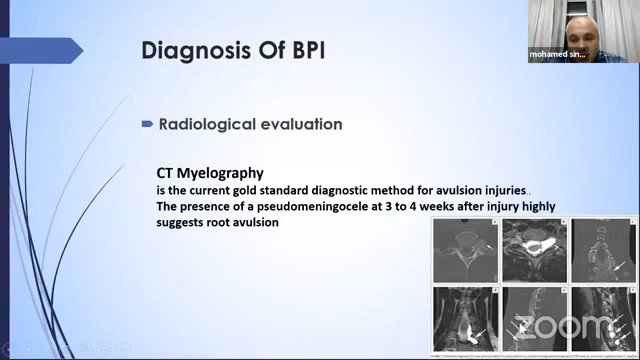 Diagnosis Of BPI
mohamed sin...
Radiological evaluation
CT Myelography
is the current gold standard diagnostic method for avulsion injuries..
The presence of a pseudomeningocele at 3 to 4 weeks after injury highly
suggests root avulsion
zoom